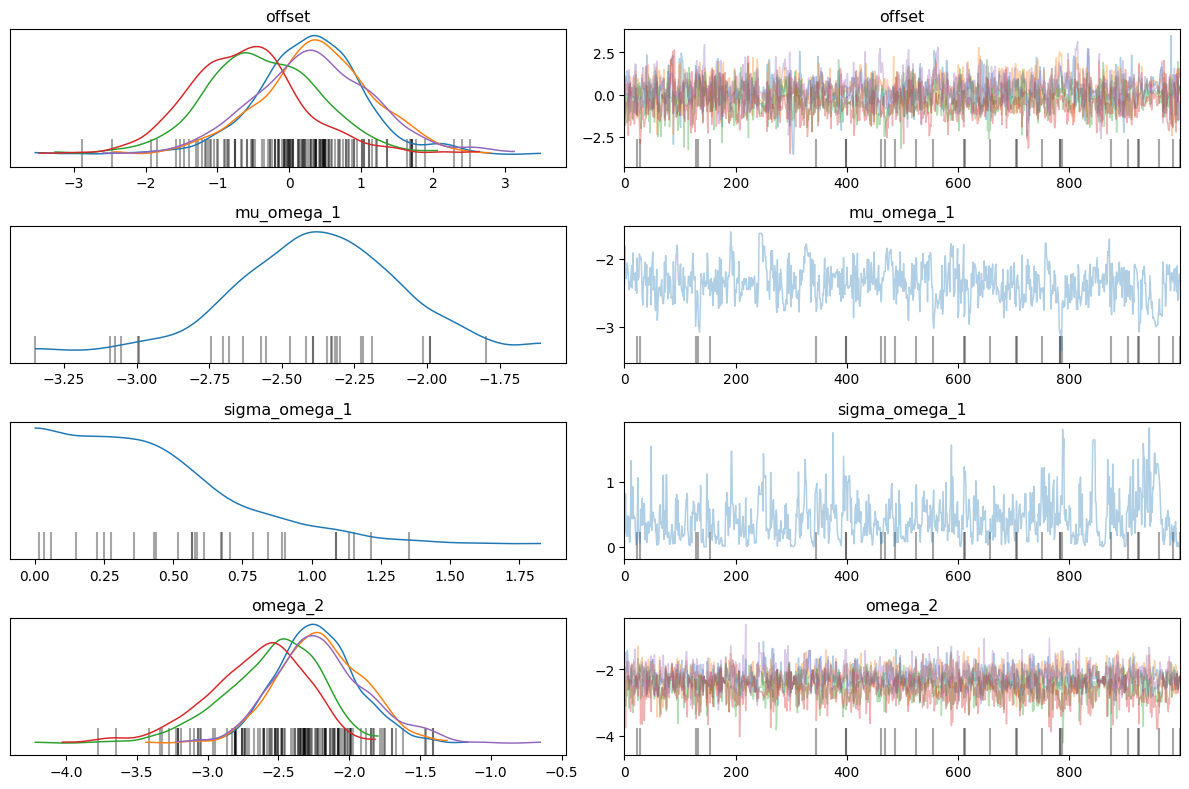 offset
offset
−3 −2 −1 0 1 2 3
2.5
0.0
−2.5
0 200 400 600 800
mu_omega_1
mu_omega_1
−3.25 −3.00 −2.75 −2.50 −2.25 −2.00 −1.75
−2
−3
0 200 400 600 800
sigma_omega_1
sigma_omega_1
0.00 0.25 0.50 0.75 1.00 1.25 1.50 1.75
1
0
0 200 400 600 800
omega_2
omega_2
−4.0 −3.5 −3.0 −2.5 −2.0 −1.5 −1.0 −0.5
−2
−4
0 200 400 600 800